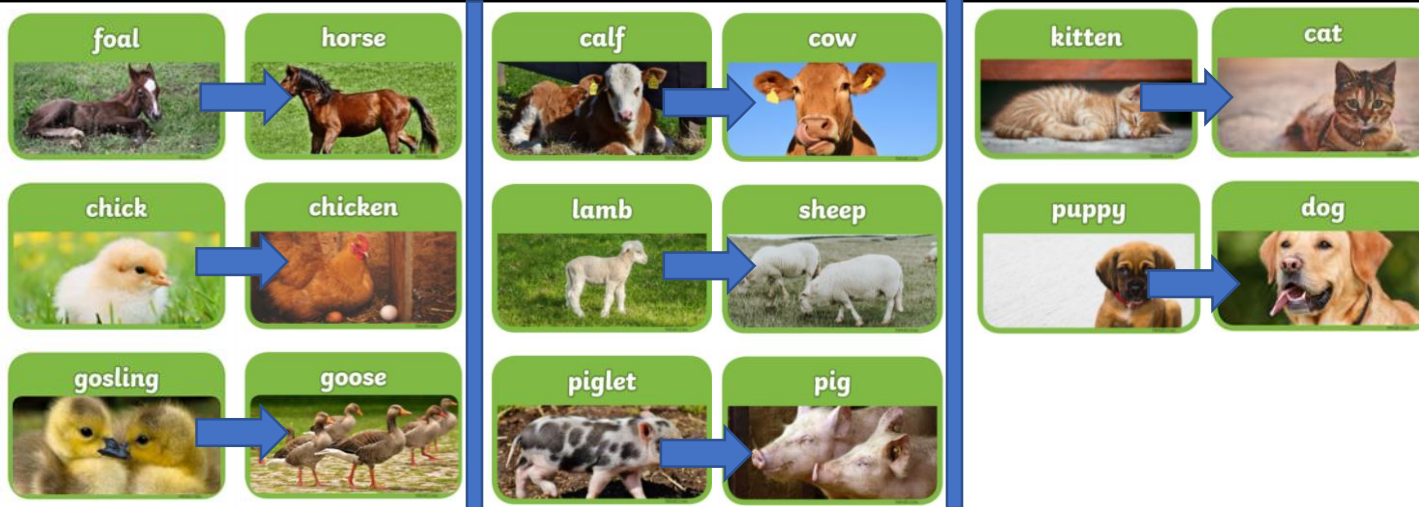 foal
horse
chick
chicken
gosling
goose
calf
cow
lamb
sheep
piglet
pig
kitten
cat
puppy
dog